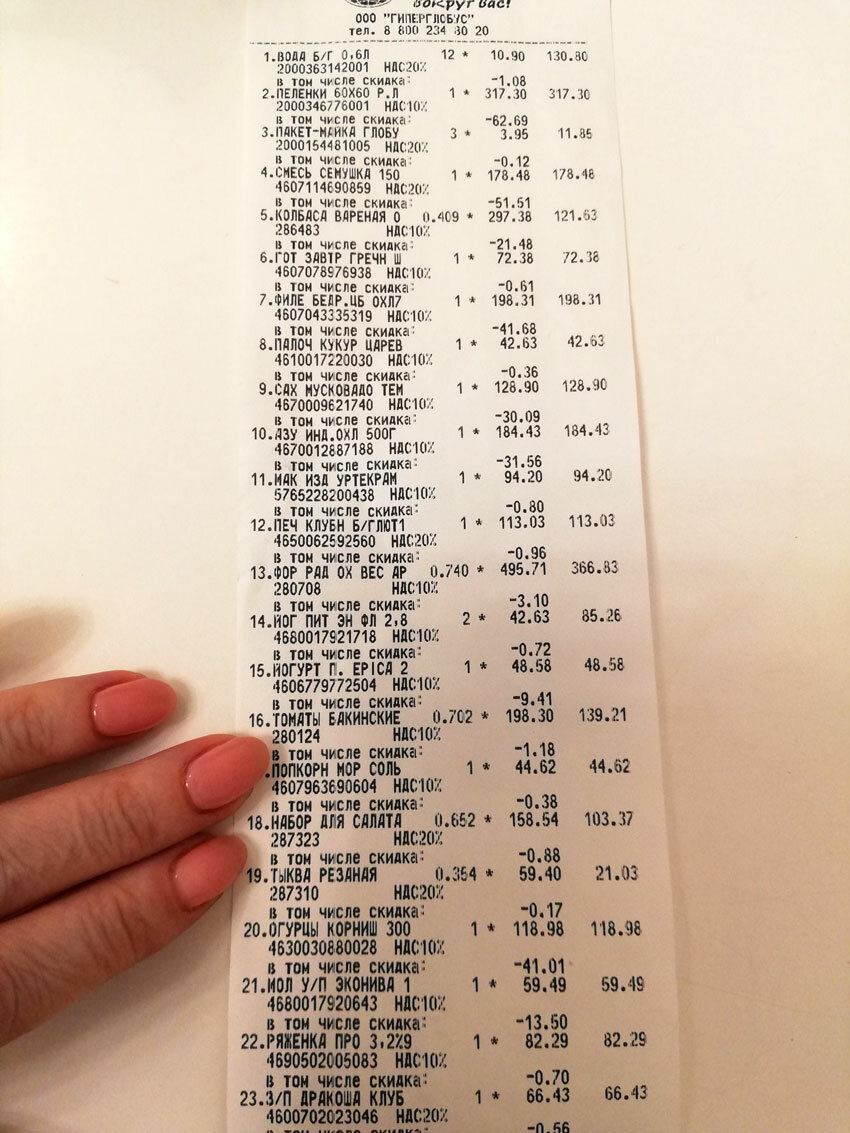 вокруг вас!
ООО "ГИПЕРГЛОБУС"
тел. 8 800 234 80 20
1.ВОДА Б/Г 0,6Л 12 * 10.90 130.80
2000363142001 НДС20%
в том числе скидка: -1.08
2.ПЕЛЕНКИ 60X60 Р.Л 1 * 317.30 317.30
2000346776001 НДС10%
в том числе скидка: -62.69
3.ПАКЕТ-МАЙКА ГЛОБУ 3 * 3.95 11.85
2000154481005 НДС20%
в том числе скидка: -0.12
4.СМЕСЬ СЕМУШКА 150 1 * 178.48 178.48
4607114690859 НДС20%
в том числе скидка: -51.51
5.КОЛБАСА ВАРЕНАЯ О 0.409 * 297.38 121.63
286483 НДС10%
в том числе скидка: -21.48
6.ГОТ ЗАВТР ГРЕЧН Ш 1 * 72.38 72.38
4607078976938 НДС10%
в том числе скидка: -0.61
7.ФИЛЕ БЕДР.ЦБ ОХЛ7 1 * 198.31 198.31
4607043335319 НДС10%
в том числе скидка: -41.68
8.ПАЛОЧ КУКУР ЦАРЕВ 1 * 42.63 42.63
4610017220030 НДС10%
в том числе скидка: -0.36
9.САХ МУСКОВАДО ТЕМ 1 * 128.90 128.90
4670009621740 НДС10%
в том числе скидка: -30.09
10.АЗУ ИНД.ОХЛ 500Г 1 * 184.43 184.43
4670012887188 НДС10%
в том числе скидка: -31.56
11.МАК ИЗД УРТЕКРАМ 1 * 94.20 94.20
5765228200438 НДС10%
в том числе скидка: -0.80
12.ПЕЧ КЛУБН Б/ГЛЮТ1 1 * 113.03 113.03
4650062592560 НДС20%
в том числе скидка: -0.96
13.ФОР РАД ОХ ВЕС АР 0.740 * 495.71 366.83
280708 НДС10%
в том числе скидка: -3.10
14.ЙОГ ПИТ ЭН ФЛ 2,8 2 * 42.63 85.26
4680017921718 НДС10%
в том числе скидка: -0.72
15.ЙОГУРТ П. EPICA 2 1 * 48.58 48.58
4606779772504 НДС10%
в том числе скидка: -9.41
16.ТОМАТЫ БАКИНСКИЕ 0.702 * 198.30 139.21
280124 НДС10%
в том числе скидка: -1.18
.ПОПКОРН МОР СОЛЬ 1 * 44.62 44.62
4607963690604 НДС10%
в том числе скидка: -0.38
18.НАБОР ДЛЯ САЛАТА 0.652 * 158.54 103.37
287323 НДС20%
в том числе скидка: -0.88
19.ТЫКВА РЕЗАНАЯ 0.354 * 59.40 21.03
287310 НДС20%
в том числе скидка: -0.17
20.ОГУРЦЫ КОРНИШ 300 1 * 118.98 118.98
4630030880028 НДС10%
в том числе скидка: -41.01
21.МОЛ У/П ЭКОНИВА 1 1 * 59.49 59.49
4680017920643 НДС10%
в том числе скидка: -13.50
22.РЯЖЕНКА ПРО 3,2%9 1 * 82.29 82.29
4690502005083 НДС10%
в том числе скидка: -0.70
23.З/П ДРАКОША КЛУБ 1 * 66.43 66.43
4600702023046 НДС20%
в том числе скидка: -0.56